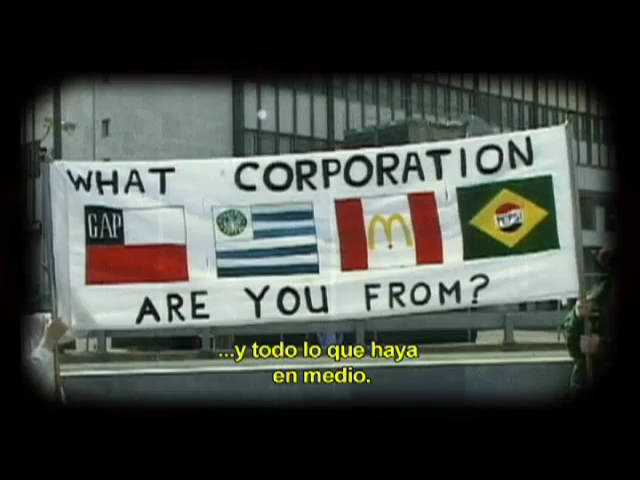 WHAT CORPORATION
GAP
M
PEPSI
ARE YOU FROM?
...y todo lo que haya
en medio.